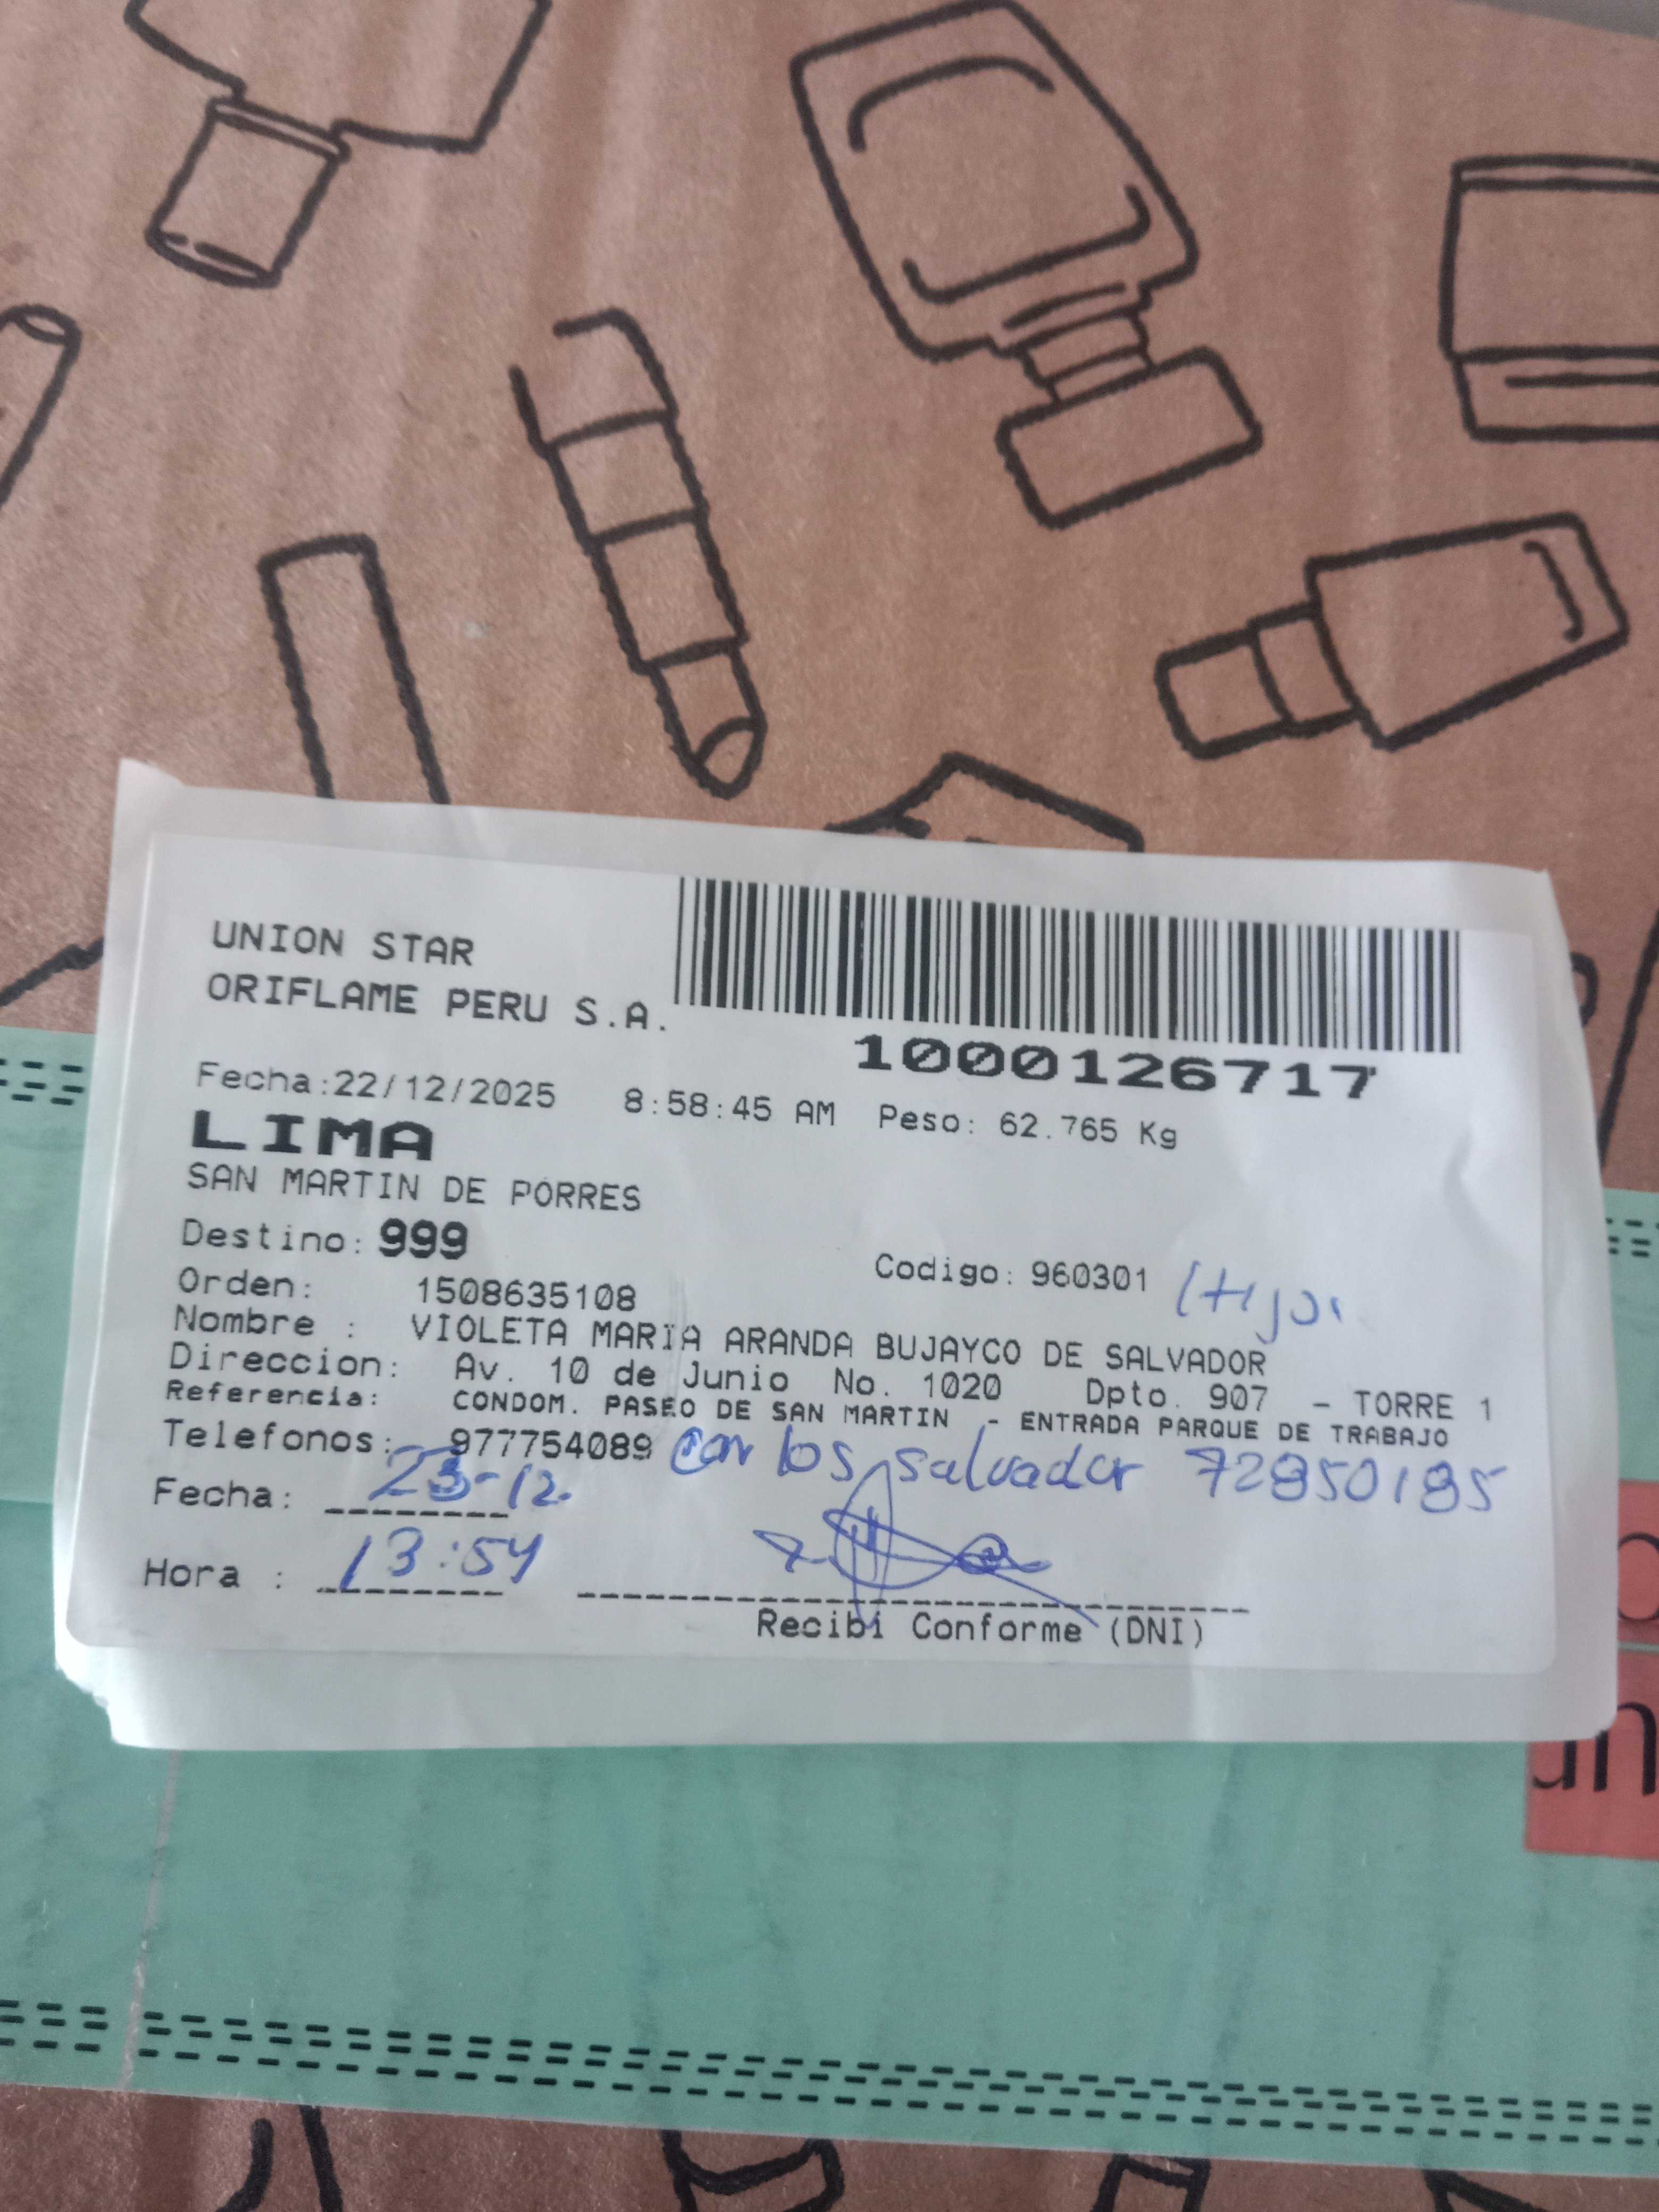 UNION STAR
ORIFLAME PERU S.A.
1000126717
Fecha:22/12/2025 8:58:45 AM Peso: 62.765 Kg
LIMA
SAN MARTIN DE PORRES
Destino: 999
Codigo: 960301 (Hijo)
Orden: 1508635108
Nombre : VIOLETA MARIA ARANDA BUJAYCO DE SALVADOR
Direccion: Av. 10 de Junio No. 1020 Dpto. 907 - TORRE 1
Referencia: CONDOM. PASEO DE SAN MARTIN - ENTRADA PARQUE DE TRABAJO
Telefonos: 977754089 Carlos salvador
Fecha: 23-12.
Hora : 13:54
Recibi Conforme (DNI)
un